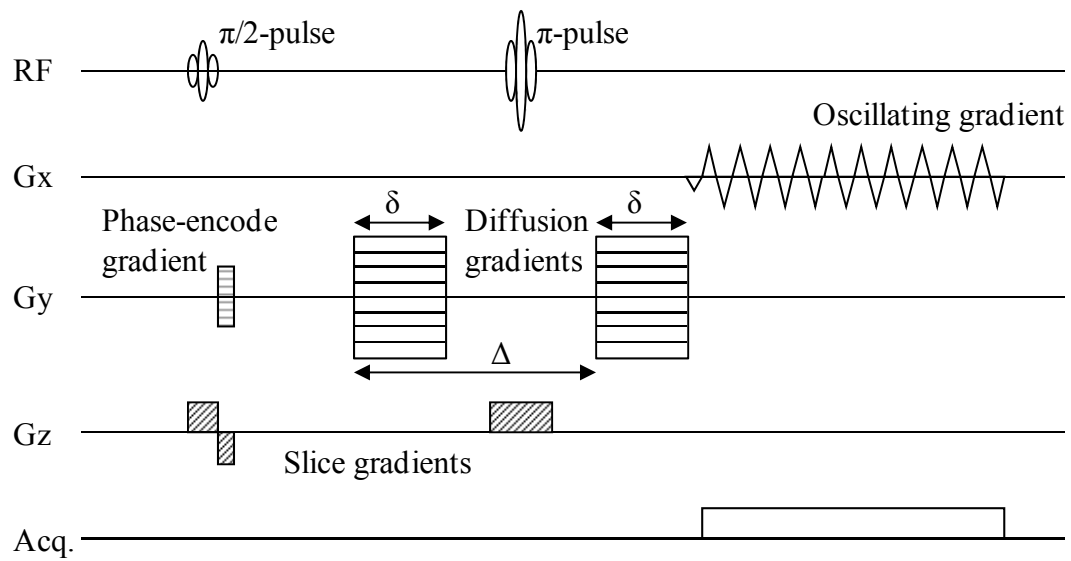 π/2-pulse
π-pulse
RF
Oscillating gradient
Gx
δ
δ
Phase-encode
gradient
Diffusion
gradients
Gy
Δ
Gz
Slice gradients
Acq.